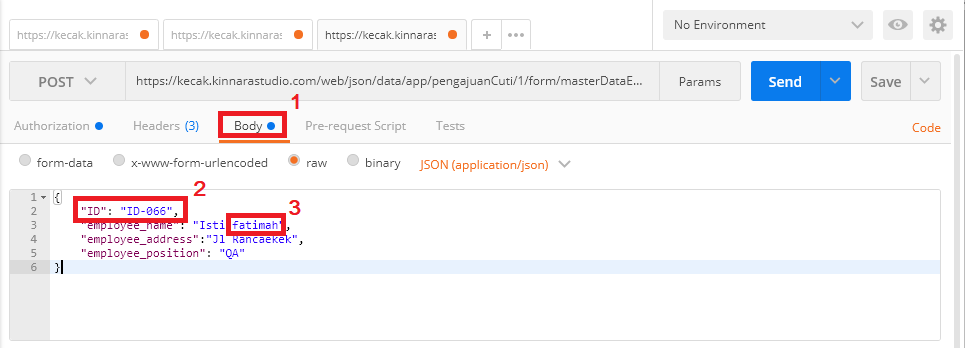 https://kecak.kinnaras https://kecak.kinnaras https://kecak.kinnaras + ••• No Environment
POST https://kecak.kinnarastudio.com/web/json/data/app/pengajuanCuti/1/form/masterDataE... Params Send Save
1
Authorization Headers (3) Body Pre-request Script Tests Code
form-data x-www-form-urlencoded raw binary JSON (application/json)
2
1 {
2 "ID": "ID-066",
3
3 "employee_name": "Isti fatimah",
4 "employee_address":"Jl Rancaekek",
5 "employee_position": "QA"
6 }